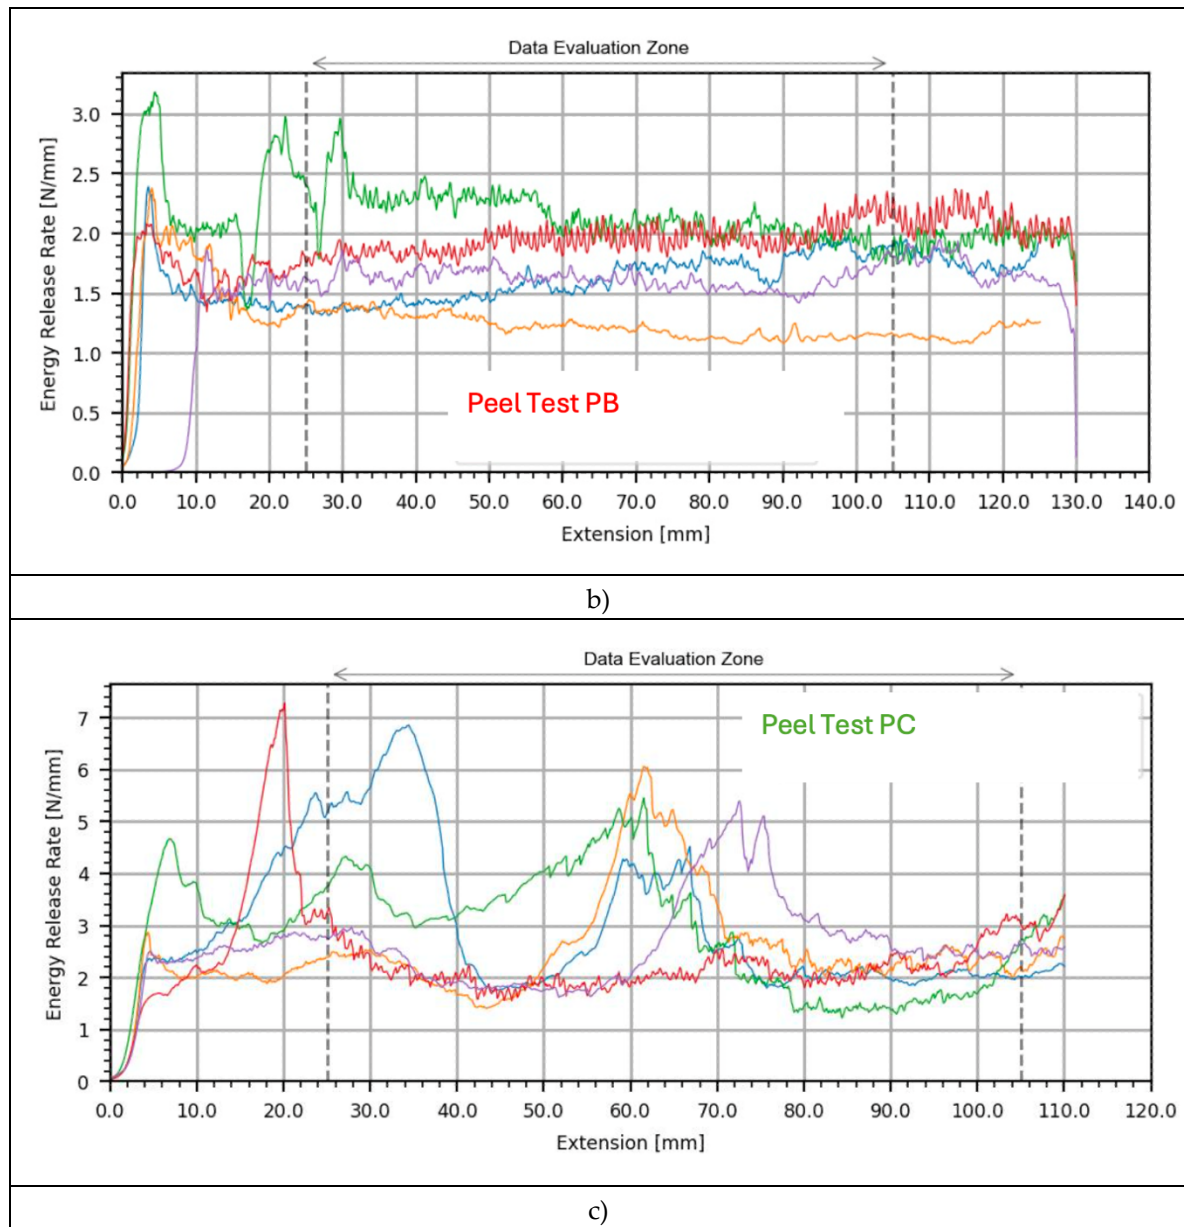 Data Evaluation Zone
Energy Release Rate [N/mm]
3.0
2.5
2.0
1.5
1.0
0.5
0.0
Peel Test PB
0.0 10.0 20.0 30.0 40.0 50.0 60.0 70.0 80.0 90.0 100.0 110.0 120.0 130.0 140.0
Extension [mm]
b)
Data Evaluation Zone
Energy Release Rate [N/mm]
7
6
5
4
3
2
1
0
Peel Test PC
0.0 10.0 20.0 30.0 40.0 50.0 60.0 70.0 80.0 90.0 100.0 110.0 120.0
Extension [mm]
c)